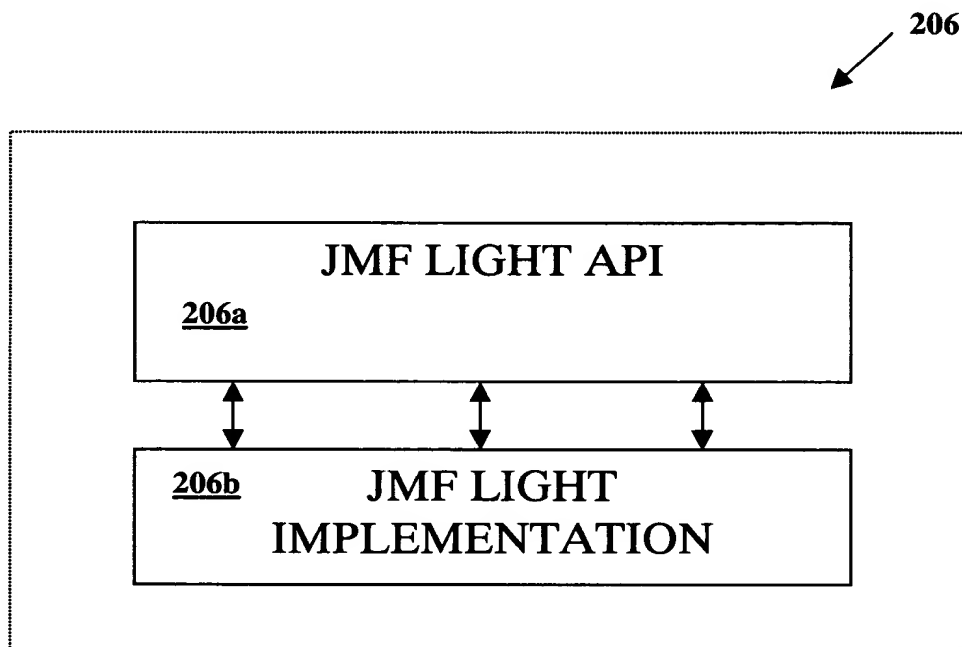 206
JMF LIGHT API
206a
206b
JMF LIGHT
IMPLEMENTATION